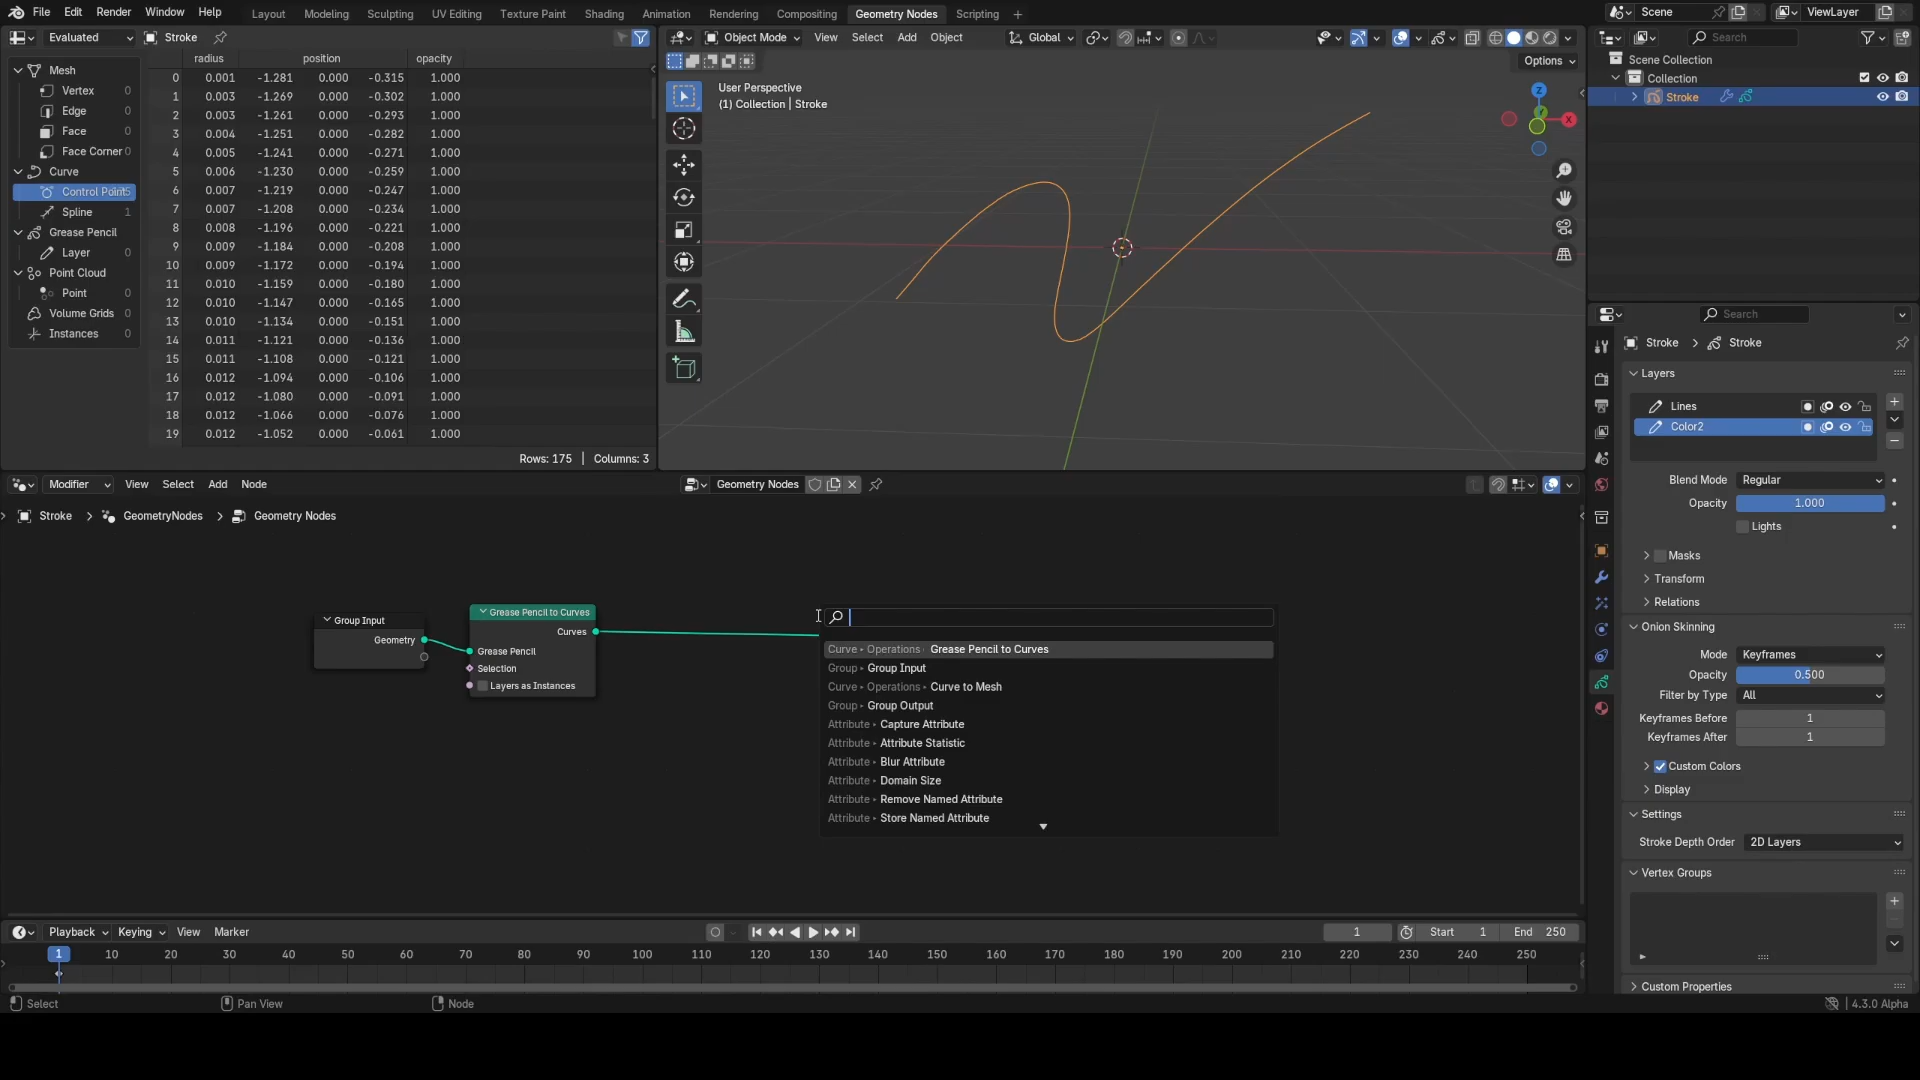 File Edit Render Window Help Layout Modeling Sculpting UV Editing Texture Paint Shading Animation Rendering Compositing Geometry Nodes Scripting + Scene ViewLayer
Evaluated Stroke
radius position opacity
Mesh
Vertex 0
Edge 0
Face 0
Face Corner 0
Curve
Spline 1
Grease Pencil
Layer 0
Point Cloud
Point 0
Volume Grids 0
Instances 0
0 0.001 -1.281 0.000 -0.315 1.000
1 0.003 -1.269 0.000 -0.302 1.000
2 0.003 -1.261 0.000 -0.293 1.000
3 0.004 -1.251 0.000 -0.282 1.000
4 0.005 -1.241 0.000 -0.271 1.000
5 0.006 -1.230 0.000 -0.259 1.000
6 0.007 -1.219 0.000 -0.247 1.000
7 0.007 -1.208 0.000 -0.234 1.000
8 0.008 -1.196 0.000 -0.221 1.000
9 0.009 -1.184 0.000 -0.208 1.000
10 0.009 -1.172 0.000 -0.194 1.000
11 0.010 -1.159 0.000 -0.180 1.000
12 0.010 -1.147 0.000 -0.165 1.000
13 0.010 -1.134 0.000 -0.151 1.000
14 0.011 -1.121 0.000 -0.136 1.000
15 0.011 -1.108 0.000 -0.121 1.000
16 0.012 -1.094 0.000 -0.106 1.000
17 0.012 -1.080 0.000 -0.091 1.000
18 0.012 -1.066 0.000 -0.076 1.000
19 0.012 -1.052 0.000 -0.061 1.000
Rows: 175 | Columns: 3
Object Mode View Select Add Object Global
Options
User Perspective
(1) Collection | Stroke
Z
Y
X
Search
Scene Collection
Collection
Stroke
Modifier View Select Add Node Geometry Nodes
Stroke > GeometryNodes > Geometry Nodes
Group Input
Geometry
Grease Pencil to Curves
Curves
Grease Pencil
Selection
Layers as Instances
Curve ▸ Operations ▸ Grease Pencil to Curves
Group ▸ Group Input
Curve ▸ Operations ▸ Curve to Mesh
Group ▸ Group Output
Attribute ▸ Capture Attribute
Attribute ▸ Attribute Statistic
Attribute ▸ Blur Attribute
Attribute ▸ Domain Size
Attribute ▸ Remove Named Attribute
Attribute ▸ Store Named Attribute
Search
Stroke > Stroke
Layers
Lines
Color2
Blend Mode Regular
Opacity 1.000
Lights
Masks
Transform
Relations
Onion Skinning
Mode Keyframes
Opacity 0.500
Filter by Type All
Keyframes Before 1
Keyframes After 1
Custom Colors
Display
Settings
Stroke Depth Order 2D Layers
Vertex Groups
Custom Properties
Playback Keying View Marker 1 Start 1 End 250
1 10 20 30 40 50 60 70 80 90 100 110 120 130 140 150 160 170 180 190 200 210 220 230 240 250
Select Pan View Node 4.3.0 Alpha